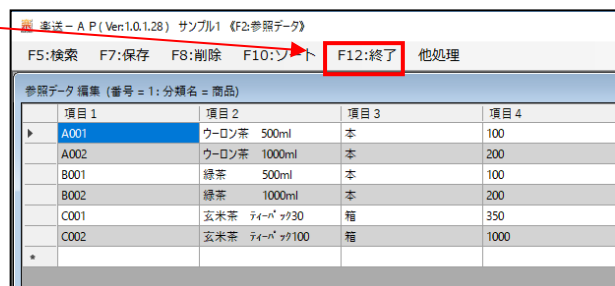 楽送－ＡＰ( Ver:1.0.1.28) サンプル1 《F2:参照データ》
F5:検索 F7:保存 F8:削除 F10:ソート F12:終了 他処理
参照データ 編集 (番号 = 1 : 分類名 = 商品)
項目1 項目2 項目3 項目4
A001 ウーロン茶 500ml 本 100
A002 ウーロン茶 1000ml 本 200
B001 緑茶 500ml 本 100
B002 緑茶 1000ml 本 200
C001 玄米茶 ﾃｨｰﾊﾞｯｸ30 箱 350
C002 玄米茶 ﾃｨｰﾊﾞｯｸ100 箱 1000